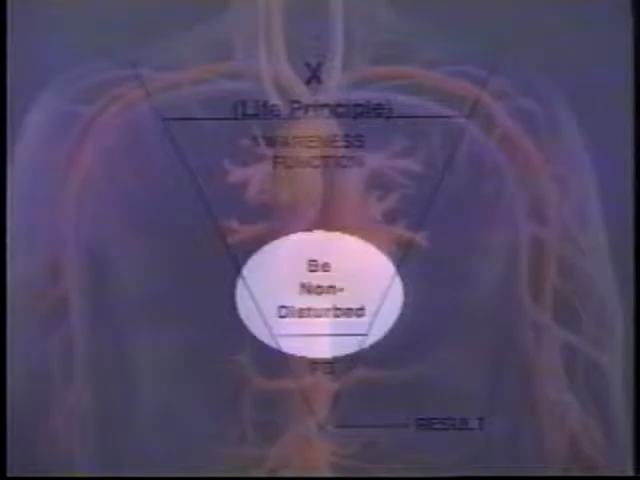 X
(Life Principle)
AWARENESS
FUNCTION
Be
Non-
Disturbed
RESULT